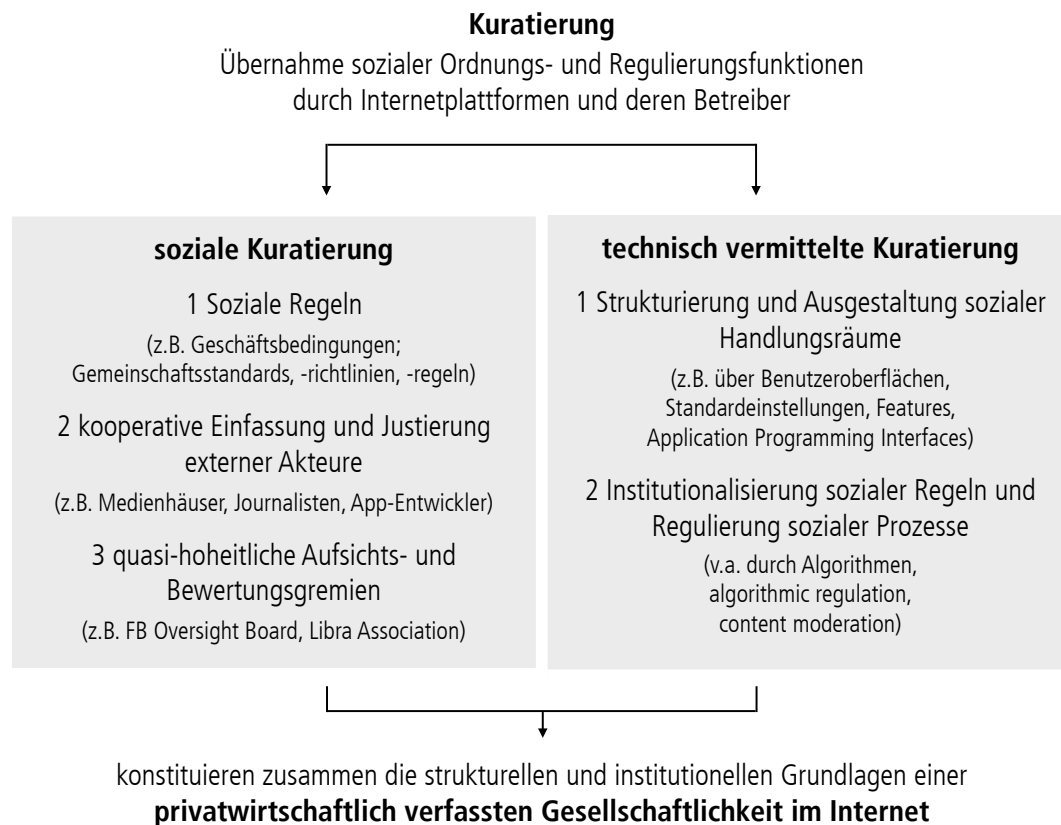 Kuratierung
Übernahme sozialer Ordnungs- und Regulierungsfunktionen
durch Internetplattformen und deren Betreiber
soziale Kuratierung
1 Soziale Regeln
(z.B. Geschäftsbedingungen;
Gemeinschaftsstandards, -richtlinien, -regeln)
2 kooperative Einfassung und Justierung
externer Akteure
(z.B. Medienhäuser, Journalisten, App-Entwickler)
3 quasi-hoheitliche Aufsichts- und
Bewertungsgremien
(z.B. FB Oversight Board, Libra Association)
technisch vermittelte Kuratierung
1 Strukturierung und Ausgestaltung sozialer
Handlungsräume
(z.B. über Benutzeroberflächen,
Standardeinstellungen, Features,
Application Programming Interfaces)
2 Institutionalisierung sozialer Regeln und
Regulierung sozialer Prozesse
(v.a. durch Algorithmen,
algorithmic regulation,
content moderation)
konstituieren zusammen die strukturellen und institutionellen Grundlagen einer
privatwirtschaftlich verfassten Gesellschaftlichkeit im Internet